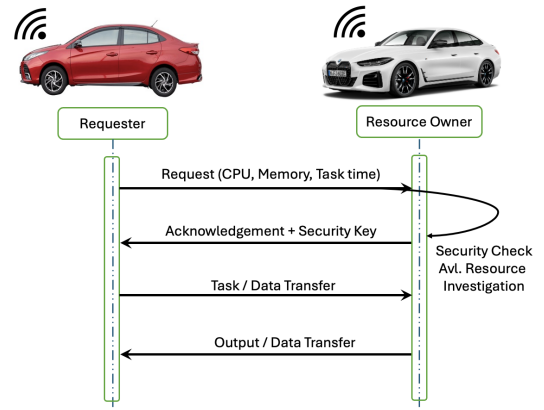 Requester
Resource Owner
Request (CPU, Memory, Task time)
Acknowledgement + Security Key
Security Check
Avl. Resource
Investigation
Task / Data Transfer
Output / Data Transfer